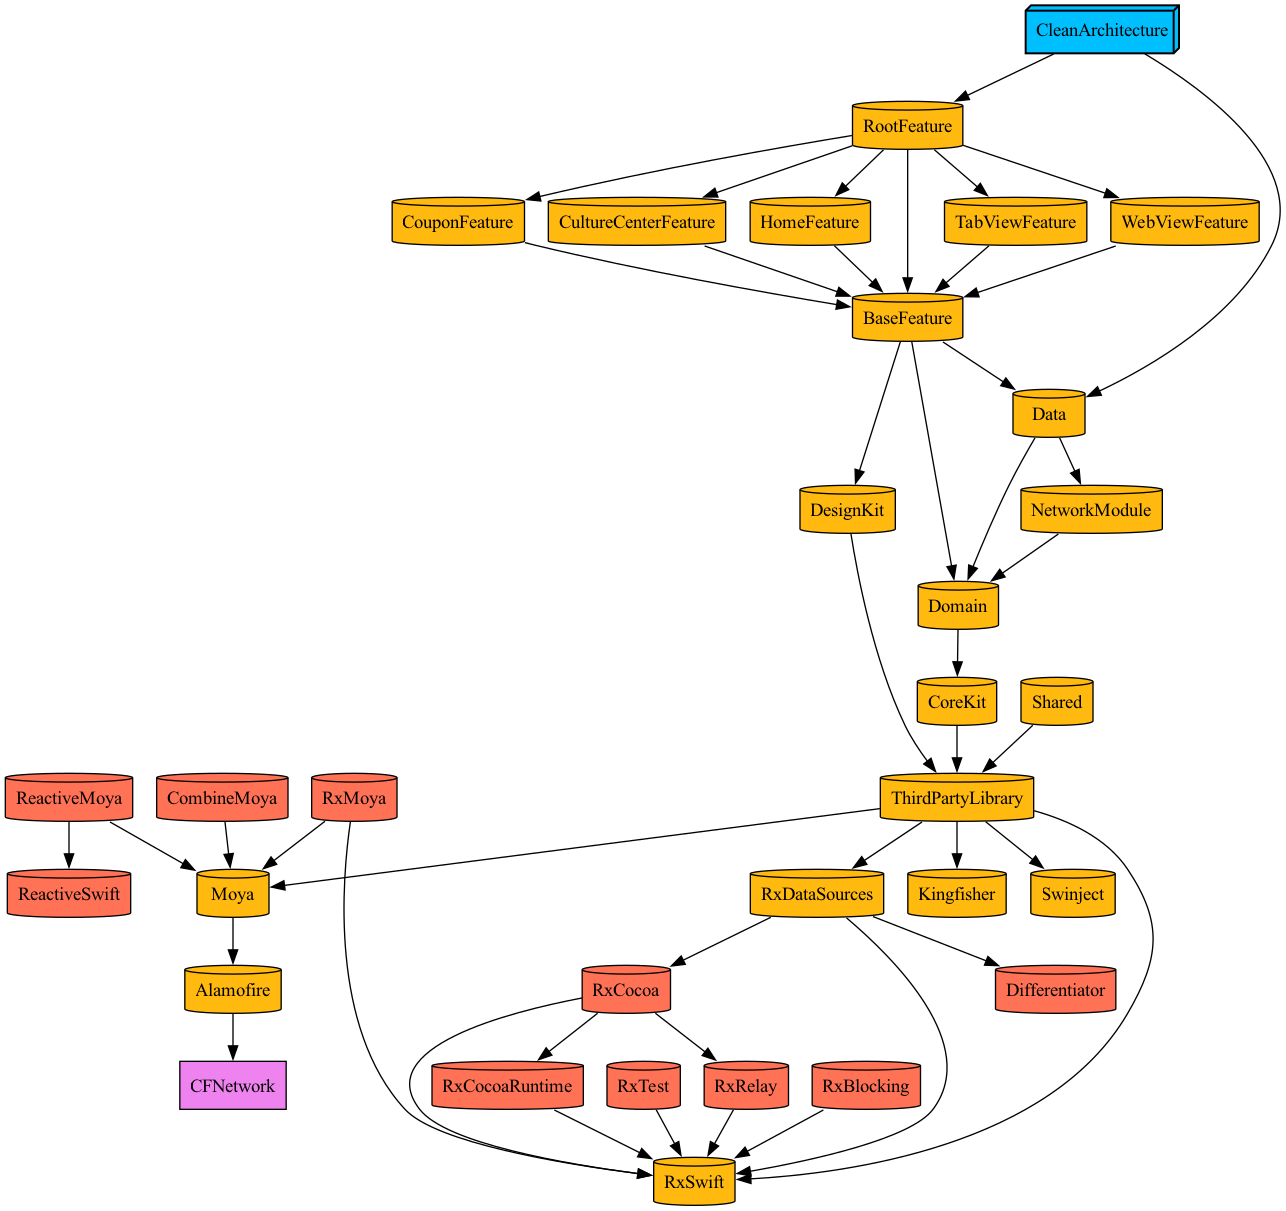 CleanArchitecture
RootFeature
CouponFeature
CultureCenterFeature
HomeFeature
TabViewFeature
WebViewFeature
BaseFeature
Data
DesignKit
NetworkModule
Domain
CoreKit
Shared
ReactiveMoya
CombineMoya
RxMoya
ThirdPartyLibrary
ReactiveSwift
Moya
RxDataSources
Kingfisher
Swinject
Alamofire
RxCocoa
Differentiator
CFNetwork
RxCocoaRuntime
RxTest
RxRelay
RxBlocking
RxSwift